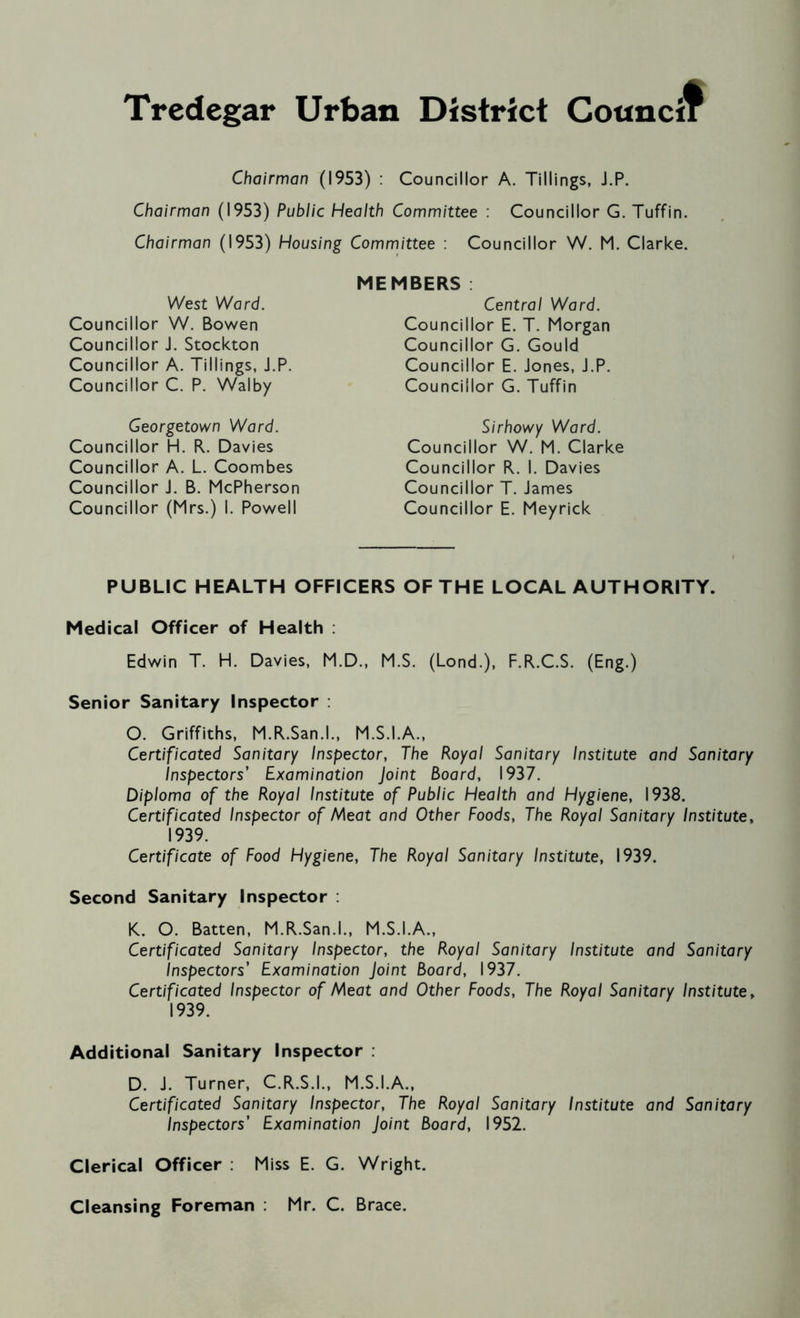 Tredegar Urban District Council
Chairman (1953) : Councillor A. Tillings, J.P.
Chairman (1953) Public Health Committee : Councillor G. Tuffin.
Chairman (1953) Housing Committee : Councillor W. M. Clarke.
MEMBERS :
West Ward.
Councillor W. Bowen
Councillor J. Stockton
Councillor A. Tillings, J.P.
Councillor C. P. Walby
Central Ward.
Councillor E. T. Morgan
Councillor G. Gould
Councillor E. Jones, J.P.
Councillor G. Tuffin
Georgetown Ward.
Councillor H. R. Davies
Councillor A. L. Coombes
Councillor J. B. McPherson
Councillor (Mrs.) I. Powell
Sirhowy Ward.
Councillor W. M. Clarke
Councillor R. I. Davies
Councillor T. James
Councillor E. Meyrick
PUBLIC HEALTH OFFICERS OF THE LOCAL AUTHORITY.
Medical Officer of Health :
Edwin T. H. Davies, M.D., M.S. (Lond.), F.R.C.S. (Eng.)
Senior Sanitary Inspector :
O. Griffiths, M.R.San.I., M.S.I.A.,
Certificated Sanitary Inspector, The Royal Sanitary Institute and Sanitary
Inspectors' Examination Joint Board, 1937.
Diploma of the Royal Institute of Public Health and Hygiene, 1938.
Certificated Inspector of Meat and Other Foods, The Royal Sanitary Institute,
1939.
Certificate of Food Hygiene, The Royal Sanitary Institute, 1939.
Second Sanitary Inspector :
K. O. Batten, M.R.San.I., M.S.I.A.,
Certificated Sanitary Inspector, the Royal Sanitary Institute and Sanitary
Inspectors' Examination Joint Board, 1937.
Certificated Inspector of Meat and Other Foods, The Royal Sanitary Institute,
1939.
Additional Sanitary Inspector :
D. J. Turner, C.R.S.I., M.S.I.A.,
Certificated Sanitary Inspector, The Royal Sanitary Institute and Sanitary
Inspectors' Examination Joint Board, 1952.
Clerical Officer : Miss E. G. Wright.
Cleansing Foreman : Mr. C. Brace.